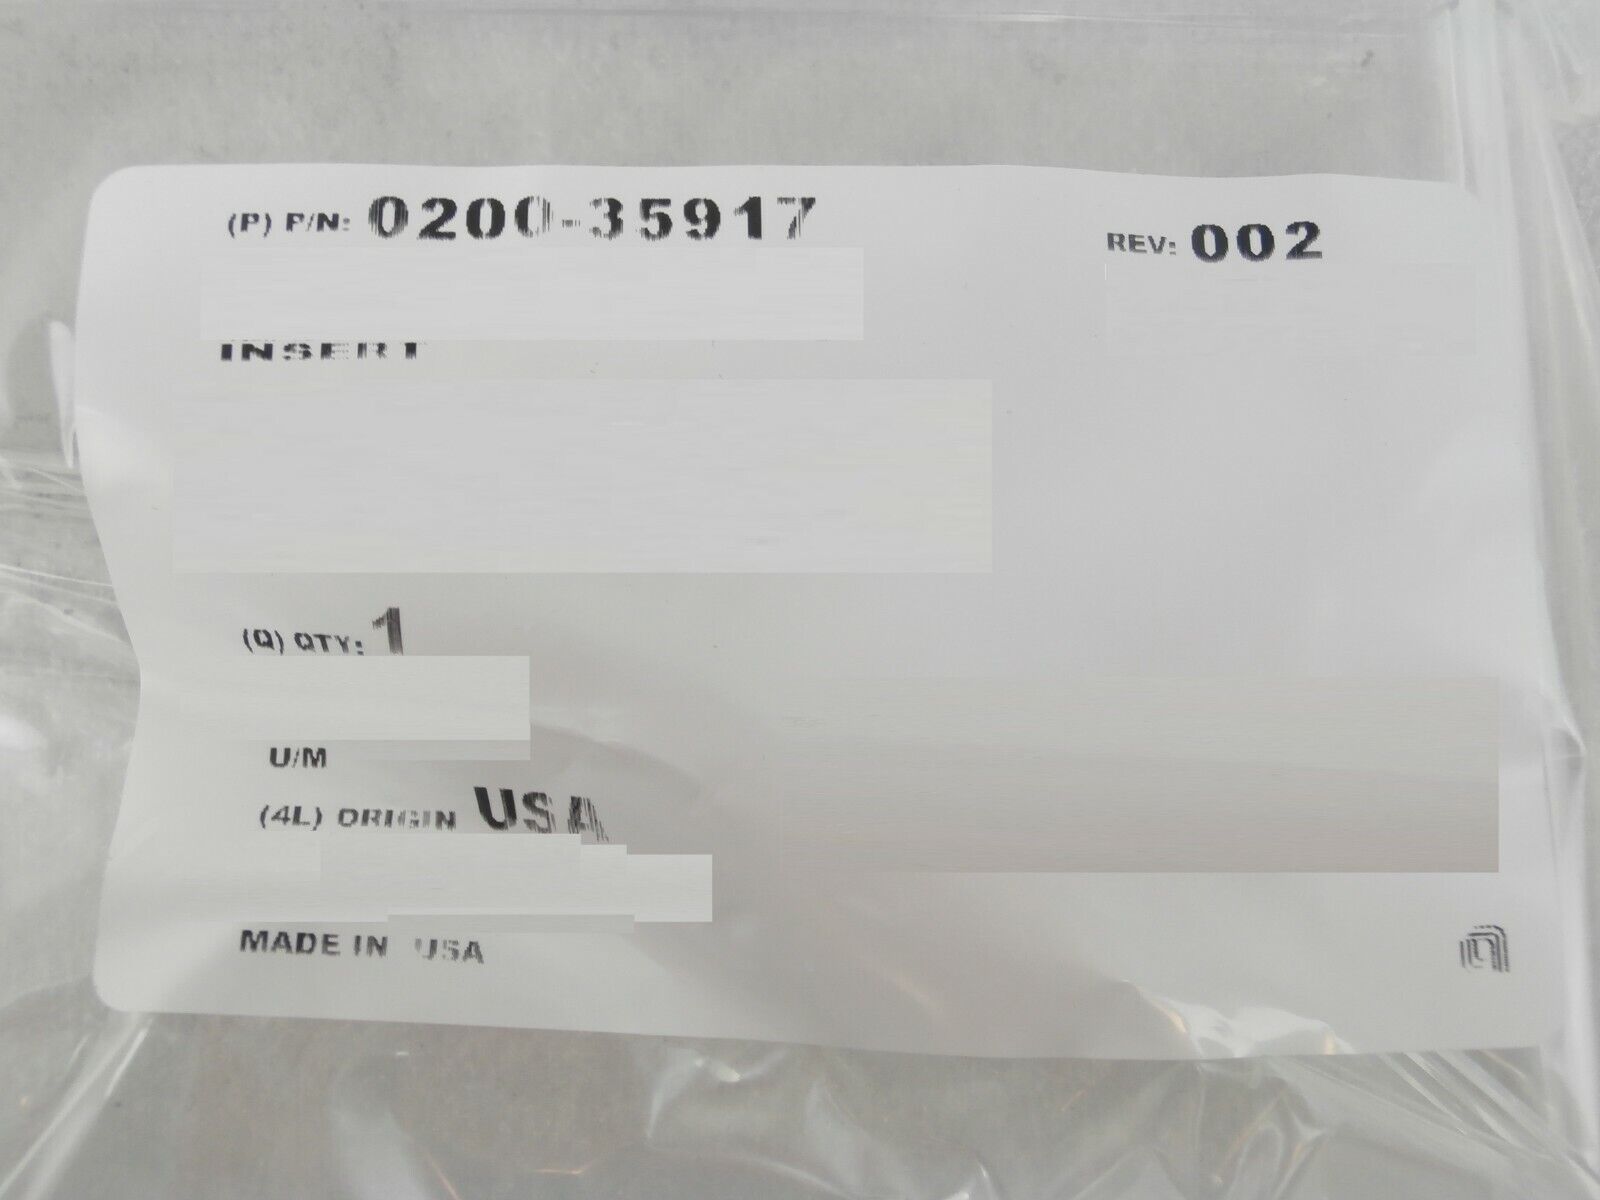 (P) P/N: 0200-35917
REV: 002
INSERT
(Q) QTY: 1
U/M
(4L) ORIGIN USA
MADE IN USA